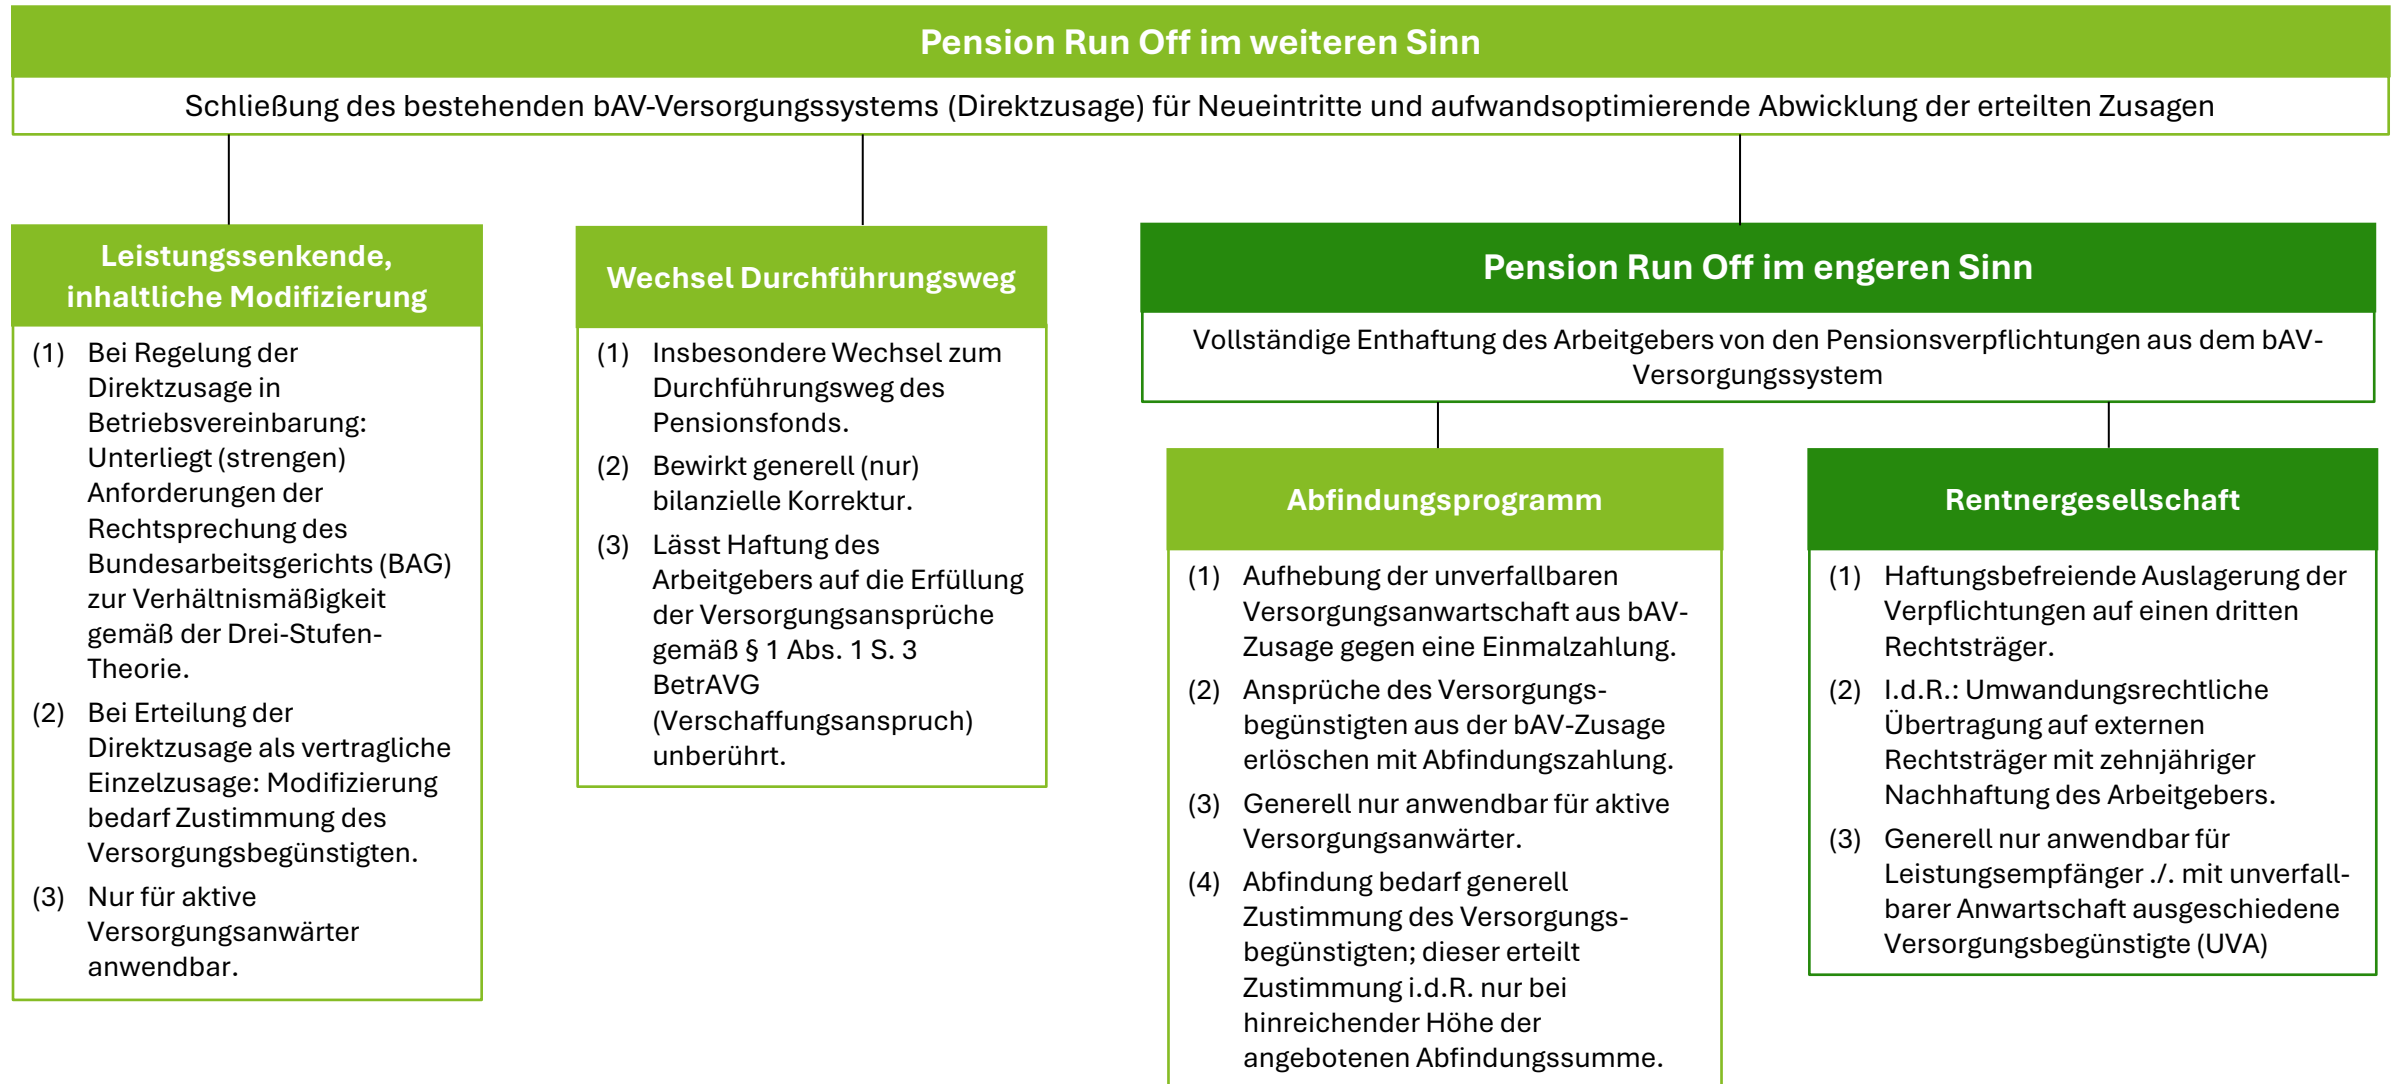 Pension Run Off im weiteren Sinn
Schließung des bestehenden bAV-Versorgungssystems (Direktzusage) für Neueintritte und aufwandsoptimierende Abwicklung der erteilten Zusagen
Leistungssenkende,
inhaltliche Modifizierung
(1) Bei Regelung der
Direktzusage in
Betriebsvereinbarung:
Unterliegt (strengen)
Anforderungen der
Rechtsprechung des
Bundesarbeitsgerichts (BAG)
zur Verhältnismäßigkeit
gemäß der Drei-Stufen-
Theorie.
(2) Bei Erteilung der
Direktzusage als vertragliche
Einzelzusage: Modifizierung
bedarf Zustimmung des
Versorgungsbegünstigten.
(3) Nur für aktive
Versorgungsanwärter
anwendbar.
Wechsel Durchführungsweg
(1) Insbesondere Wechsel zum
Durchführungsweg des
Pensionsfonds.
(2) Bewirkt generell (nur)
bilanzielle Korrektur.
(3) Lässt Haftung des
Arbeitgebers auf die Erfüllung
der Versorgungsansprüche
gemäß § 1 Abs. 1 S. 3
BetrAVG
(Verschaffungsanspruch)
unberührt.
Pension Run Off im engeren Sinn
Vollständige Enthaftung des Arbeitgebers von den Pensionsverpflichtungen aus dem bAV-
Versorgungssystem
Abfindungsprogramm
(1) Aufhebung der unverfallbaren
Versorgungsanwartschaft aus bAV-
Zusage gegen eine Einmalzahlung.
(2) Ansprüche des Versorgungs-
begünstigten aus der bAV-Zusage
erlöschen mit Abfindungszahlung.
(3) Generell nur anwendbar für aktive
Versorgungsanwärter.
(4) Abfindung bedarf generell
Zustimmung des Versorgungs-
begünstigten; dieser erteilt
Zustimmung i.d.R. nur bei
hinreichender Höhe der
angebotenen Abfindungssumme.
Rentnergesellschaft
(1) Haftungsbefreiende Auslagerung der
Verpflichtungen auf einen dritten
Rechtsträger.
(2) I.d.R.: Umwandungsrechtliche
Übertragung auf externen
Rechtsträger mit zehnjähriger
Nachhaftung des Arbeitgebers.
(3) Generell nur anwendbar für
Leistungsempfänger ./. mit unverfall-
barer Anwartschaft ausgeschiedene
Versorgungsbegünstigte (UVA)